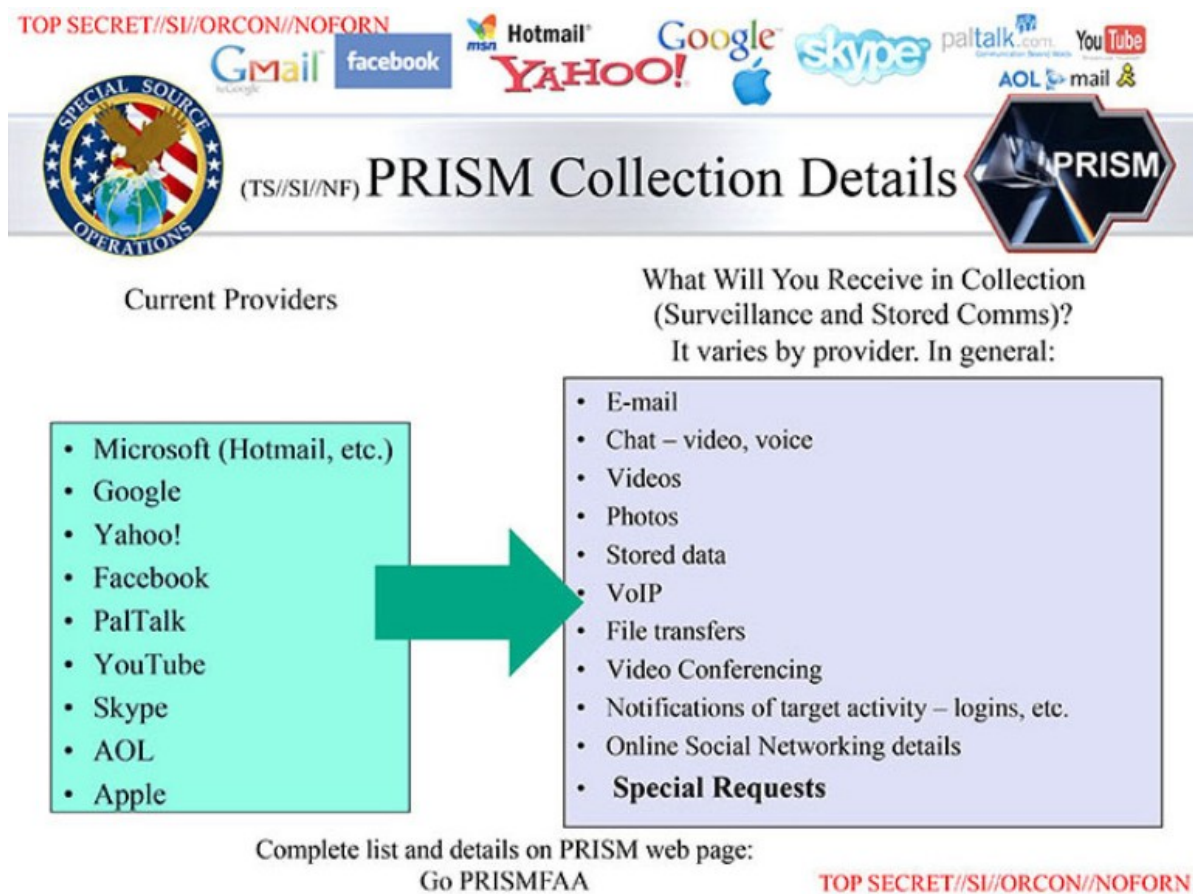 TOP SECRET//SI//ORCON//NOFORN
Gmail
by Google
facebook
msn Hotmail
YAHOO!
Google
skype
paltalk.com
YouTube
AOL mail
SPECIAL SOURCE
OPERATIONS
(TS//SI//NF) PRISM Collection Details
PRISM
Current Providers
• Microsoft (Hotmail, etc.)
• Google
• Yahoo!
• Facebook
• PalTalk
• YouTube
• Skype
• AOL
• Apple
What Will You Receive in Collection
(Surveillance and Stored Comms)?
It varies by provider. In general:
• E-mail
• Chat – video, voice
• Videos
• Photos
• Stored data
• VoIP
• File transfers
• Video Conferencing
• Notifications of target activity – logins, etc.
• Online Social Networking details
• Special Requests
Complete list and details on PRISM web page:
Go PRISMFAA
TOP SECRET//SI//ORCON//NOFORN